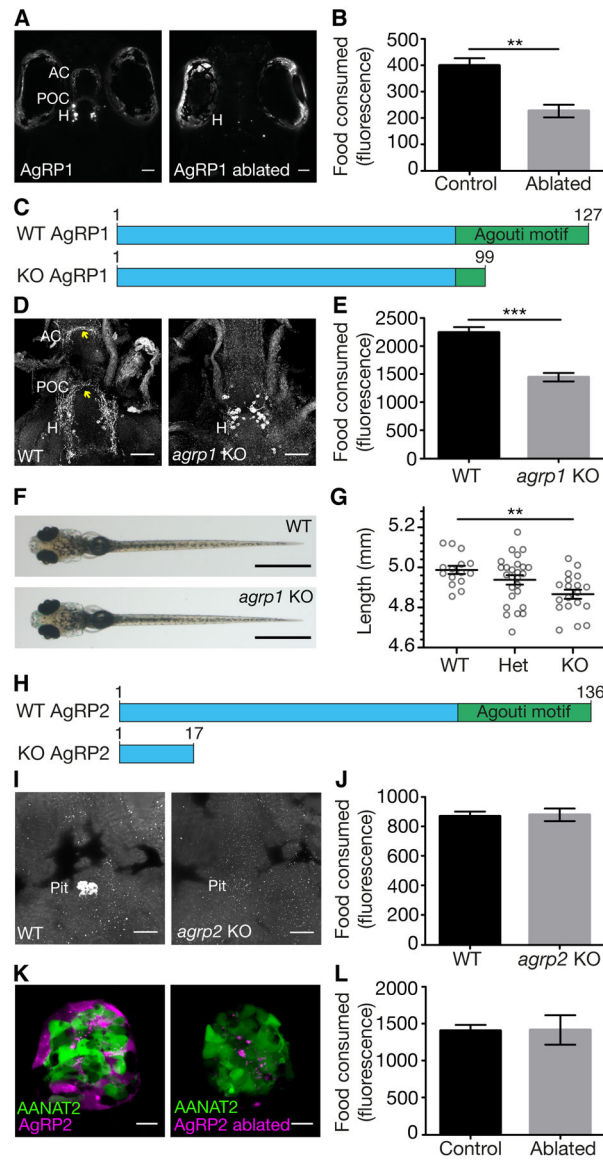 A
AC
POC
H
AgRP1
H
AgRP1 ablated
B
Food consumed
(fluorescence)
500
400
300
200
100
0
**
Control
Ablated
C
1
127
WT AgRP1
Agouti motif
1
99
KO AgRP1
D
AC
POC
H
WT
H
agrp1 KO
E
Food consumed
(fluorescence)
2500
2000
1500
1000
500
0
***
WT
agrp1 KO
F
WT
agrp1 KO
G
Length (mm)
5.2
5.0
4.8
4.6
**
WT
Het
KO
H
1
136
WT AgRP2
Agouti motif
1
17
KO AgRP2
I
Pit
WT
Pit
agrp2 KO
J
Food consumed
(fluorescence)
1000
800
600
400
200
0
WT
agrp2 KO
K
AANAT2
AgRP2
AANAT2
AgRP2 ablated
L
Food consumed
(fluorescence)
2000
1500
1000
500
0
Control
Ablated